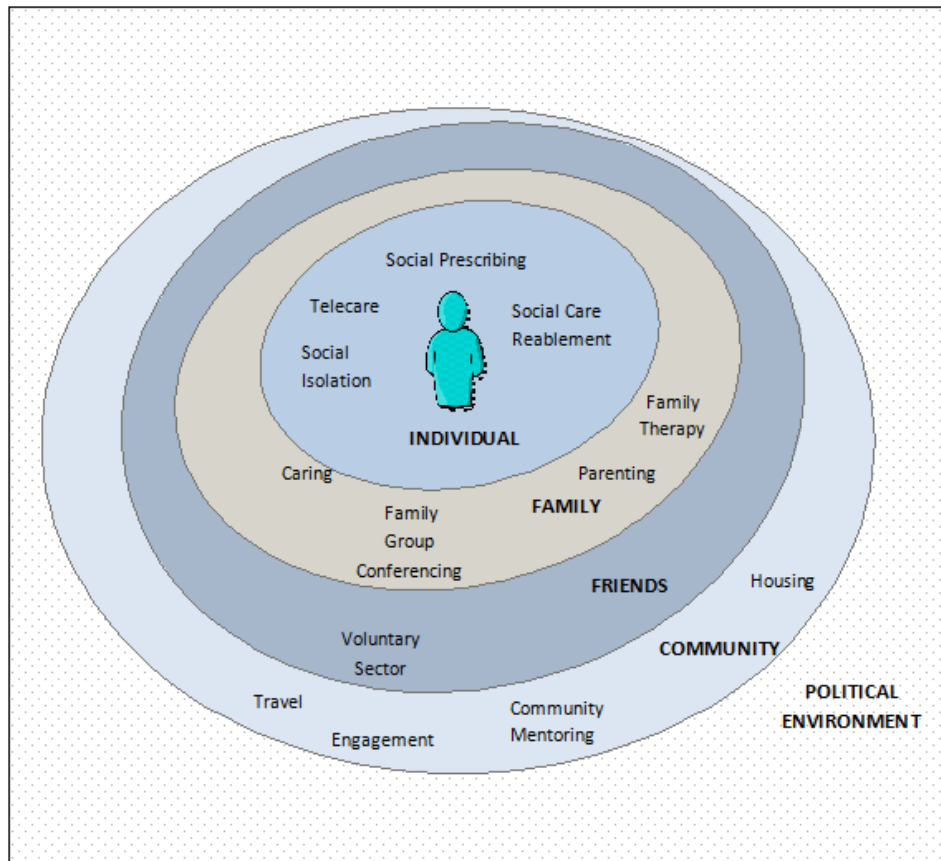 Social Prescribing
Telecare
Social Care
Reablement
Social
Isolation
INDIVIDUAL
Family
Therapy
Caring
Parenting
FAMILY
Family
Group
Conferencing
FRIENDS
Housing
Voluntary
Sector
COMMUNITY
Travel
Community
Mentoring
Engagement
POLITICAL
ENVIRONMENT